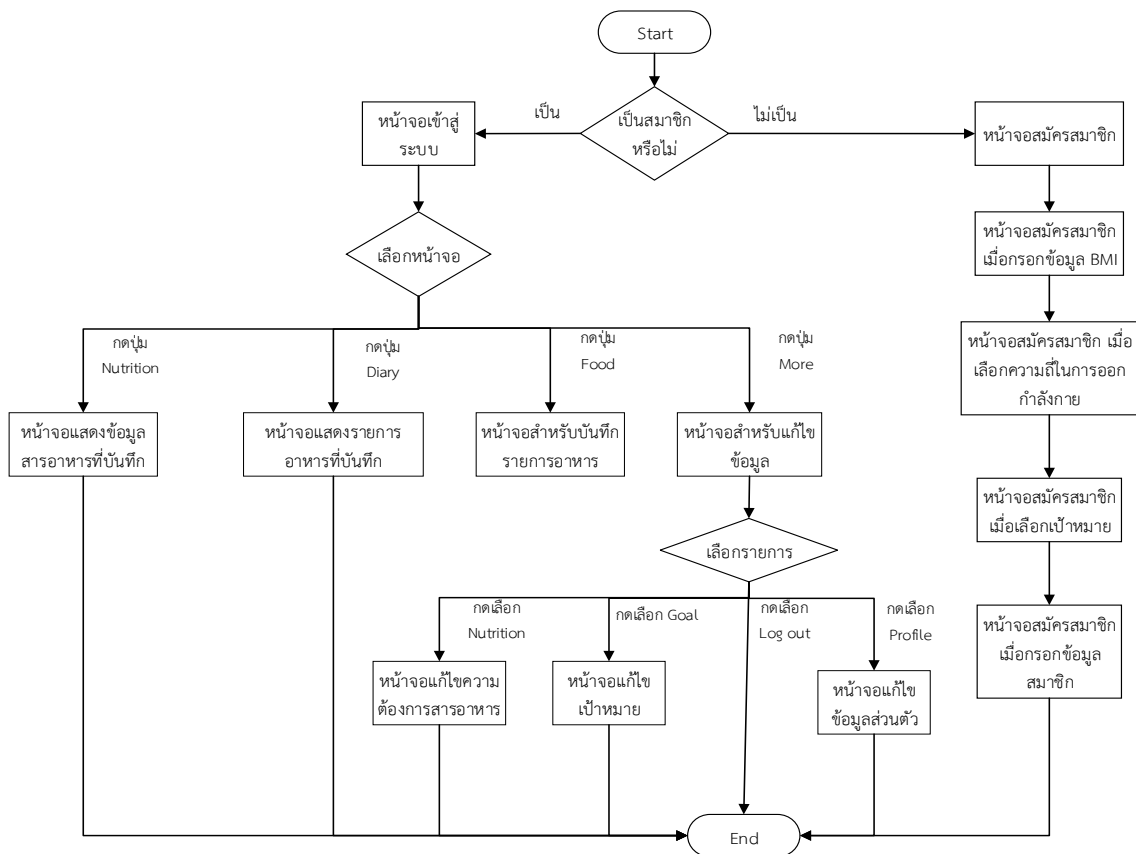 Start
เป็นสมาชิก
หรือไม่
เป็น
ไม่เป็น
หน้าจอเข้าสู่
ระบบ
หน้าจอสมัครสมาชิก
เลือกหน้าจอ
หน้าจอสมัครสมาชิก
เมื่อกรอกข้อมูล BMI
กดปุ่ม
Nutrition
กดปุ่ม
Diary
กดปุ่ม
Food
กดปุ่ม
More
หน้าจอสมัครสมาชิก เมื่อ
เลือกความถี่ในการออก
กำลังกาย
หน้าจอแสดงข้อมูล
สารอาหารที่บันทึก
หน้าจอแสดงรายการ
อาหารที่บันทึก
หน้าจอสำหรับบันทึก
รายการอาหาร
หน้าจอสำหรับแก้ไข
ข้อมูล
หน้าจอสมัครสมาชิก
เมื่อเลือกเป้าหมาย
เลือกรายการ
กดเลือก
Nutrition
กดเลือก Goal
กดเลือก
Log out
กดเลือก
Profile
หน้าจอสมัครสมาชิก
เมื่อกรอกข้อมูล
สมาชิก
หน้าจอแก้ไขความ
ต้องการสารอาหาร
หน้าจอแก้ไข
เป้าหมาย
หน้าจอแก้ไข
ข้อมูลส่วนตัว
End